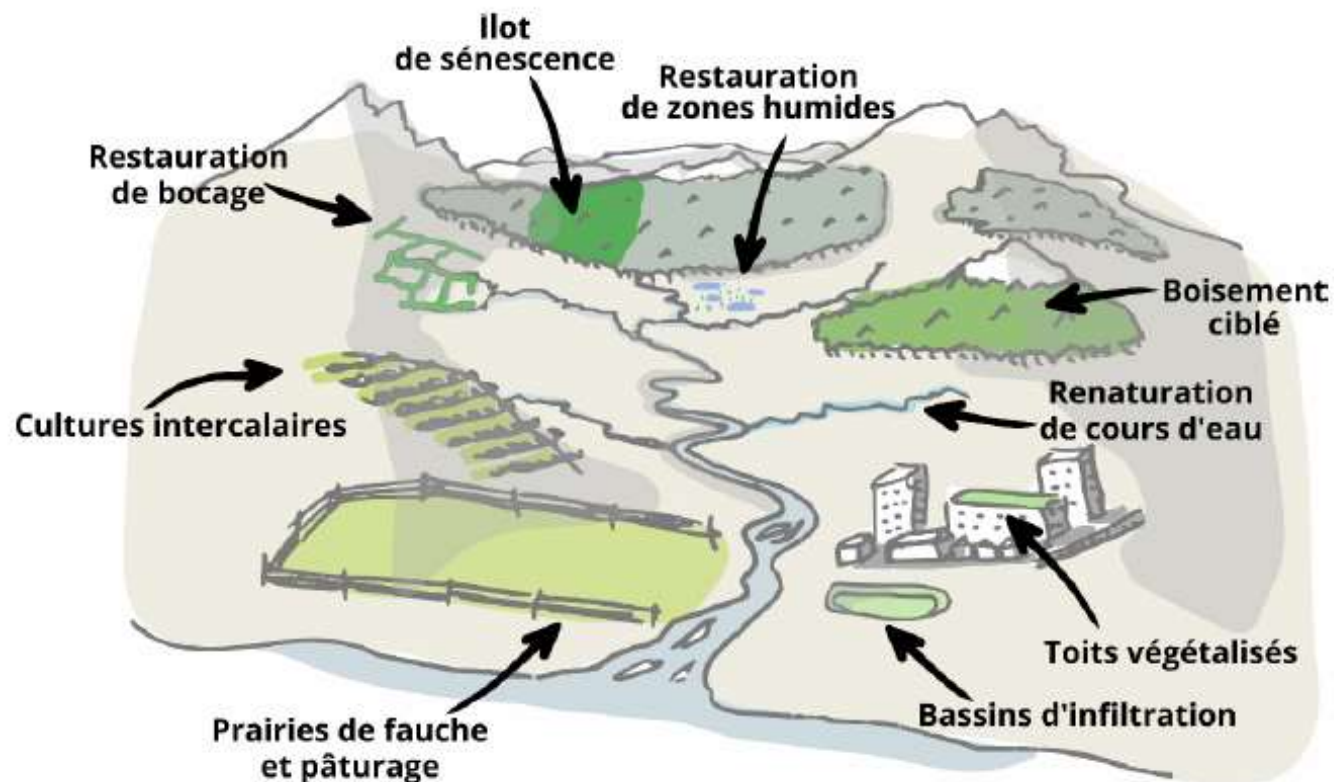 Ilot
de sénescence
Restauration
de zones humides
Restauration
de bocage
Boisement
ciblé
Cultures intercalaires
Renaturation
de cours d'eau
Toits végétalisés
Bassins d'infiltration
Prairies de fauche
et pâturage